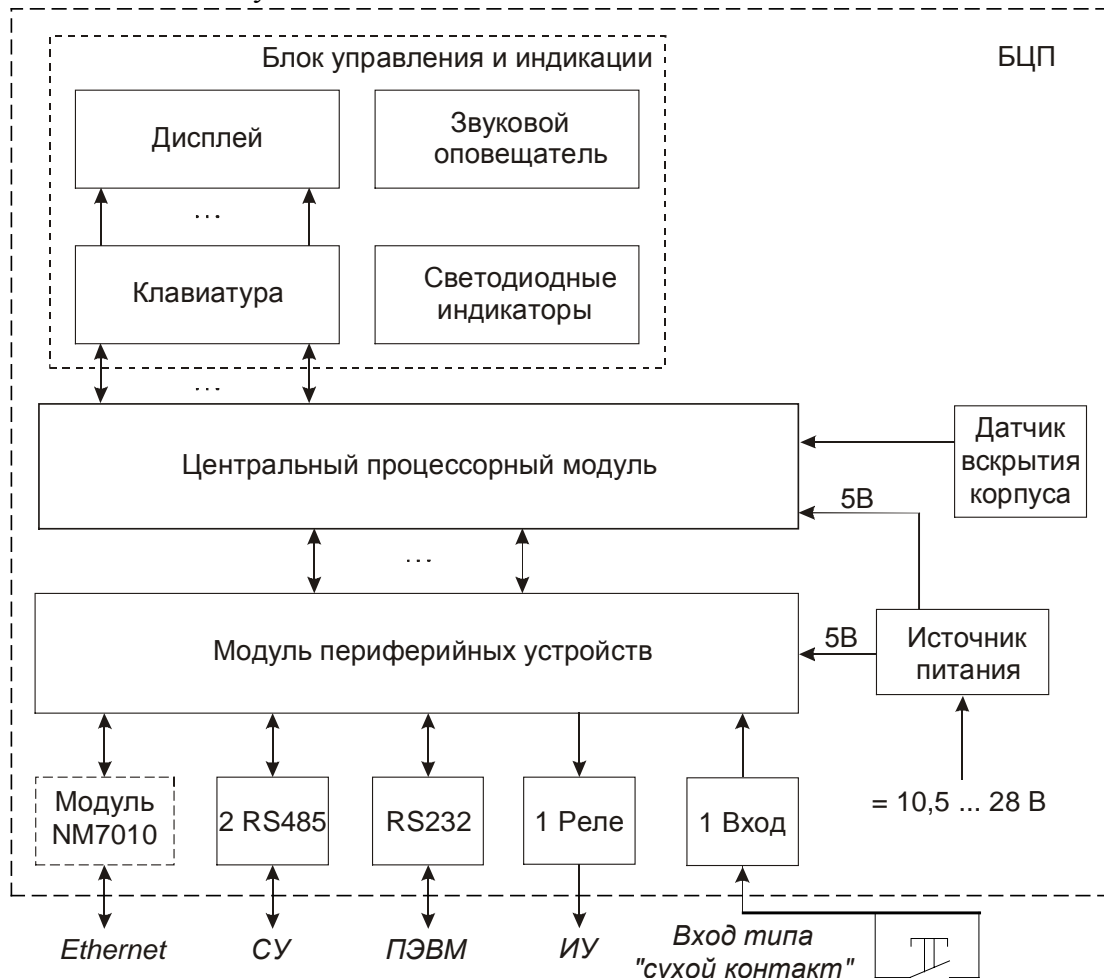 Блок управления и индикации
БЦП
Дисплей
Звуковой
оповещатель
...
Клавиатура
Светодиодные
индикаторы
...
Центральный процессорный модуль
Датчик
вскрытия
корпуса
5В
...
Модуль периферийных устройств
5В
Источник
питания
Модуль
NM7010
2 RS485
RS232
1 Реле
1 Вход
= 10,5 ... 28 В
Ethernet
СУ
ПЭВМ
ИУ
Вход типа
"сухой контакт"